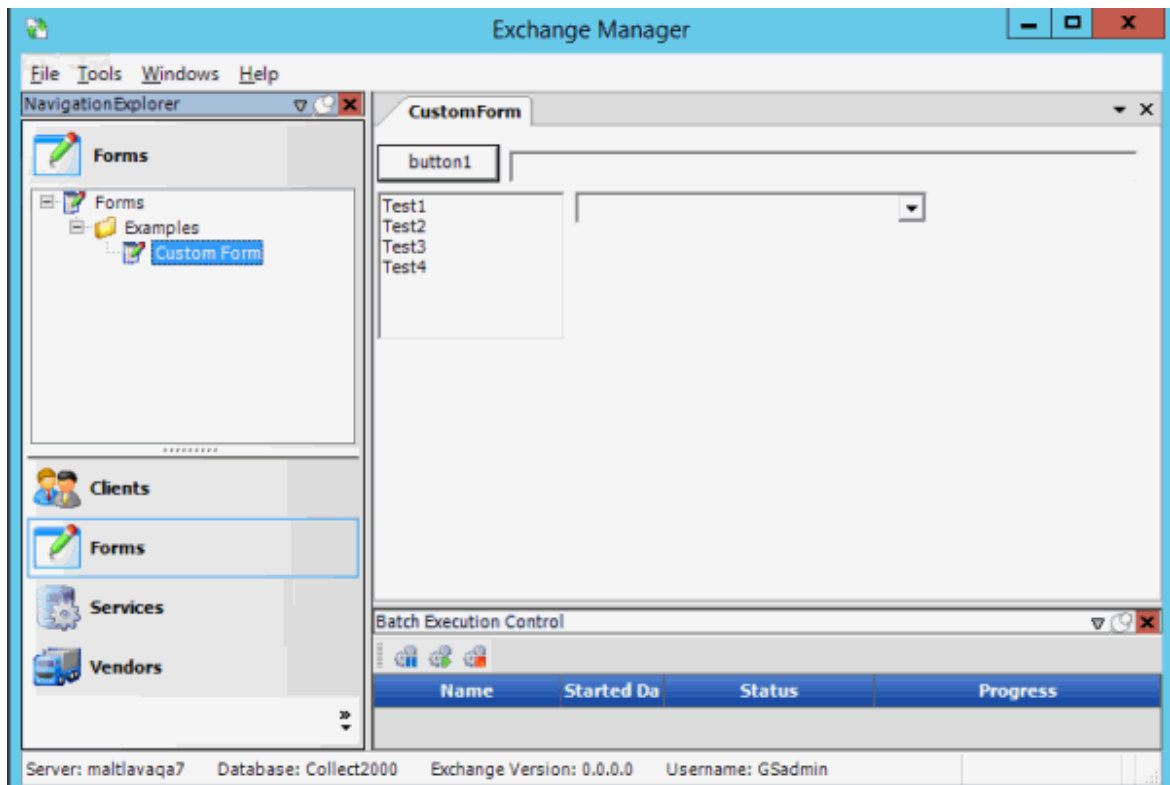 Exchange Manager
File Tools Windows Help
NavigationExplorer
Forms
Forms
Examples
Custom Form
Clients
Forms
Services
Vendors
CustomForm
button1
Test1
Test2
Test3
Test4
Batch Execution Control
Name Started Da Status Progress
Server: maltlavaqa7 Database: Collect2000 Exchange Version: 0.0.0.0 Username: GSadmin